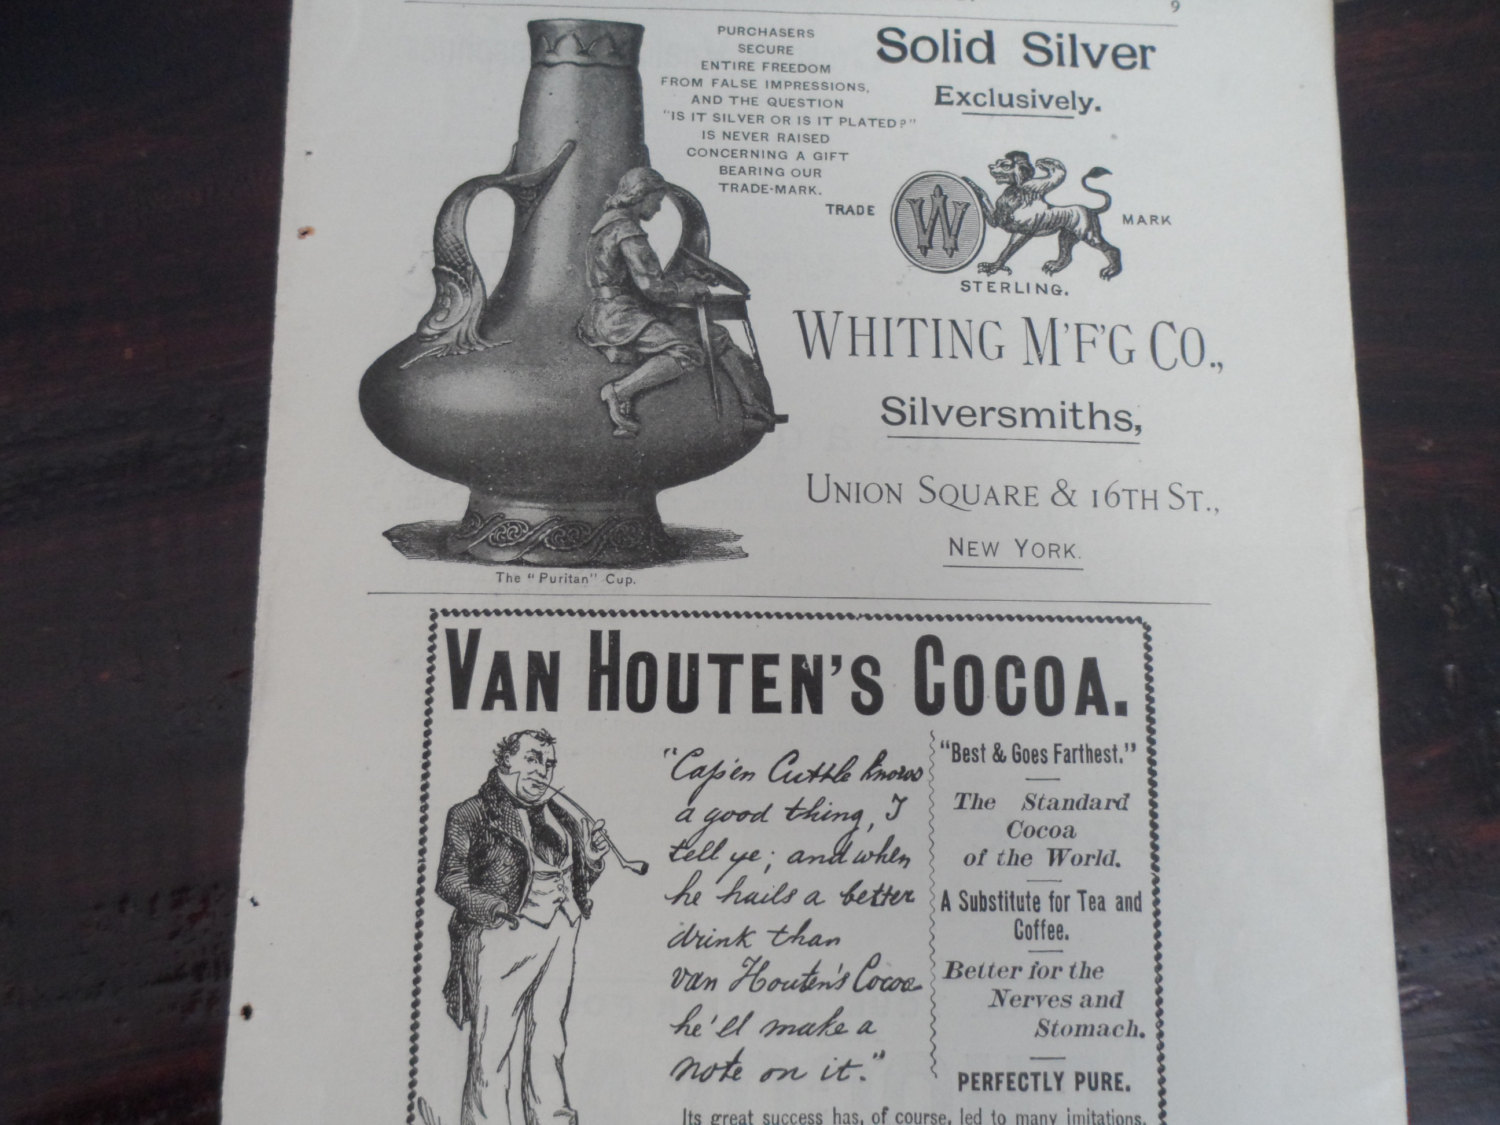 9
PURCHASERS
SECURE
ENTIRE FREEDOM
FROM FALSE IMPRESSIONS,
AND THE QUESTION
"IS IT SILVER OR IS IT PLATED?"
IS NEVER RAISED
CONCERNING A GIFT
BEARING OUR
TRADE-MARK.
Solid Silver
Exclusively.
TRADE
W
MARK
STERLING.
WHITING M'F'G CO.,
Silversmiths,
UNION SQUARE & 16TH ST.,
NEW YORK.
The "Puritan" Cup.
VAN HOUTEN'S COCOA.
"Cap'en Cuttle knows
a good thing, I
tell ye; and when
he hails a better
drink than
van Houten's Cocoa
he'll make a
note on it."
"Best & Goes Farthest."
The Standard
Cocoa
of the World.
A Substitute for Tea and
Coffee.
Better for the
Nerves and
Stomach.
PERFECTLY PURE.
Its great success has, of course, led to many imitations.